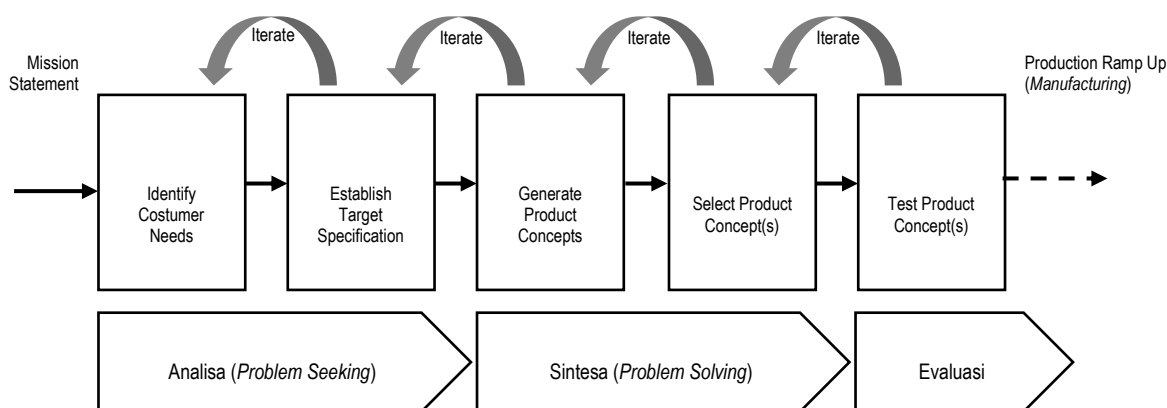 Iterate
Iterate
Iterate
Iterate
Mission
Statement
Production Ramp Up
(Manufacturing)
Identify
Costumer
Needs
Establish
Target
Specification
Generate
Product
Concepts
Select Product
Concept(s)
Test Product
Concept(s)
Analisa (Problem Seeking)
Sintesa (Problem Solving)
Evaluasi